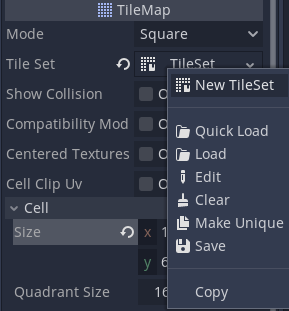 TileMap
Mode Square
Tile Set TileSet
New TileSet
Show Collision
Compatibility Mod
Quick Load
Centered Textures
Load
Edit
Cell Clip Uv
Clear
Cell
Make Unique
Size x 1
Save
y 6
Quadrant Size 16
Copy